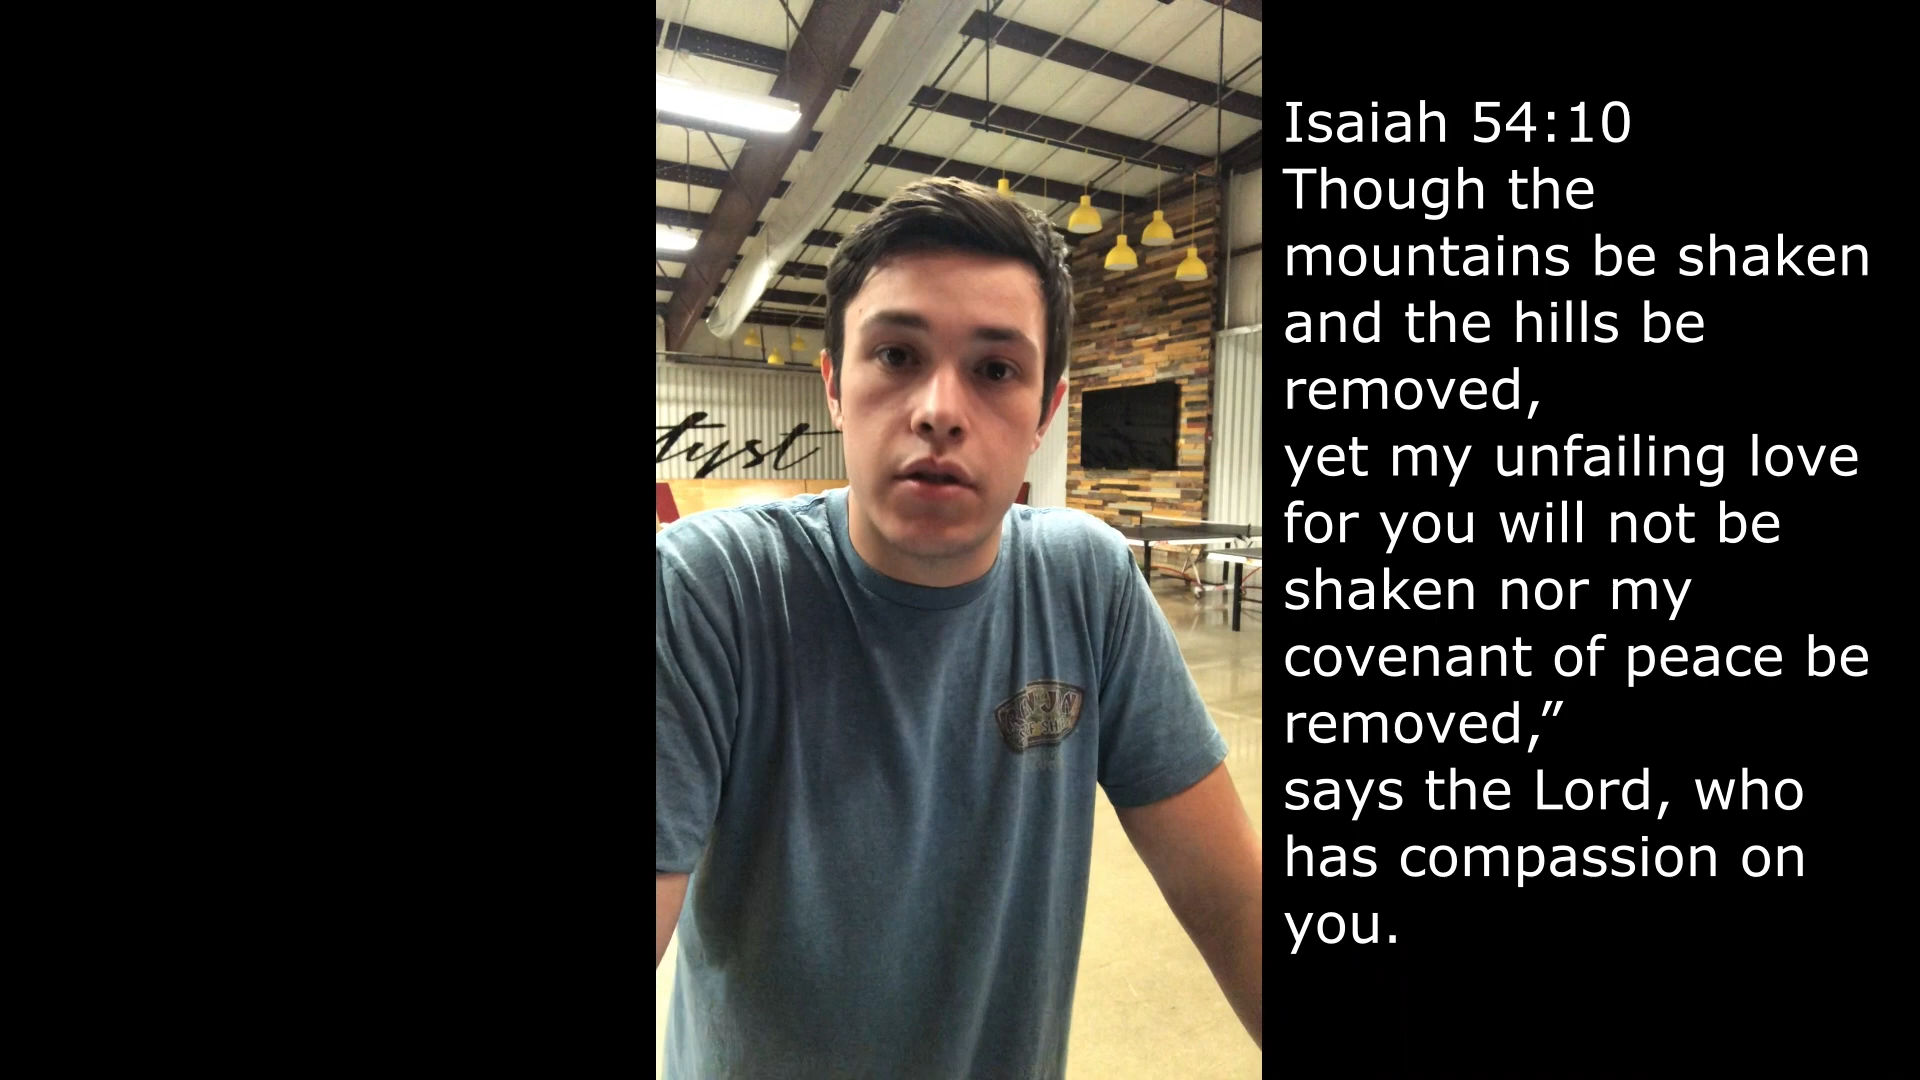 tyst
Isaiah 54:10
Though the
mountains be shaken
and the hills be
removed,
yet my unfailing love
for you will not be
shaken nor my
covenant of peace be
removed,”
says the Lord, who
has compassion on
you.